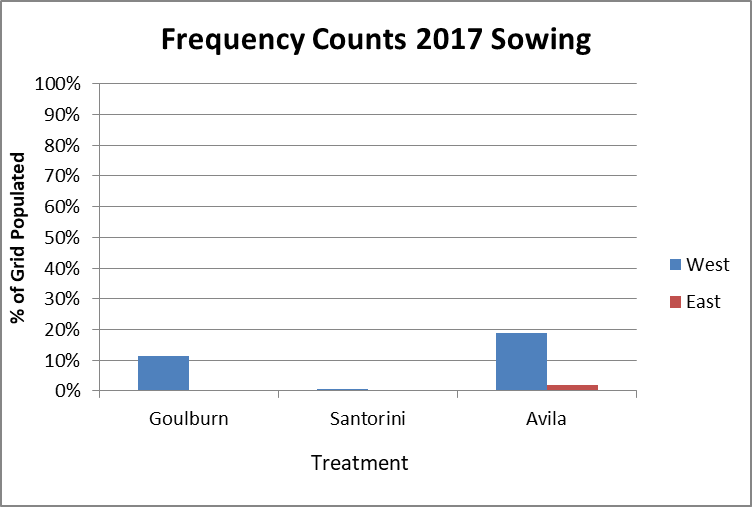 Frequency Counts 2017 Sowing
100%
90%
80%
70%
60%
50%
40%
30%
20%
10%
0%
% of Grid Populated
Goulburn Santorini Avila
Treatment
West
East